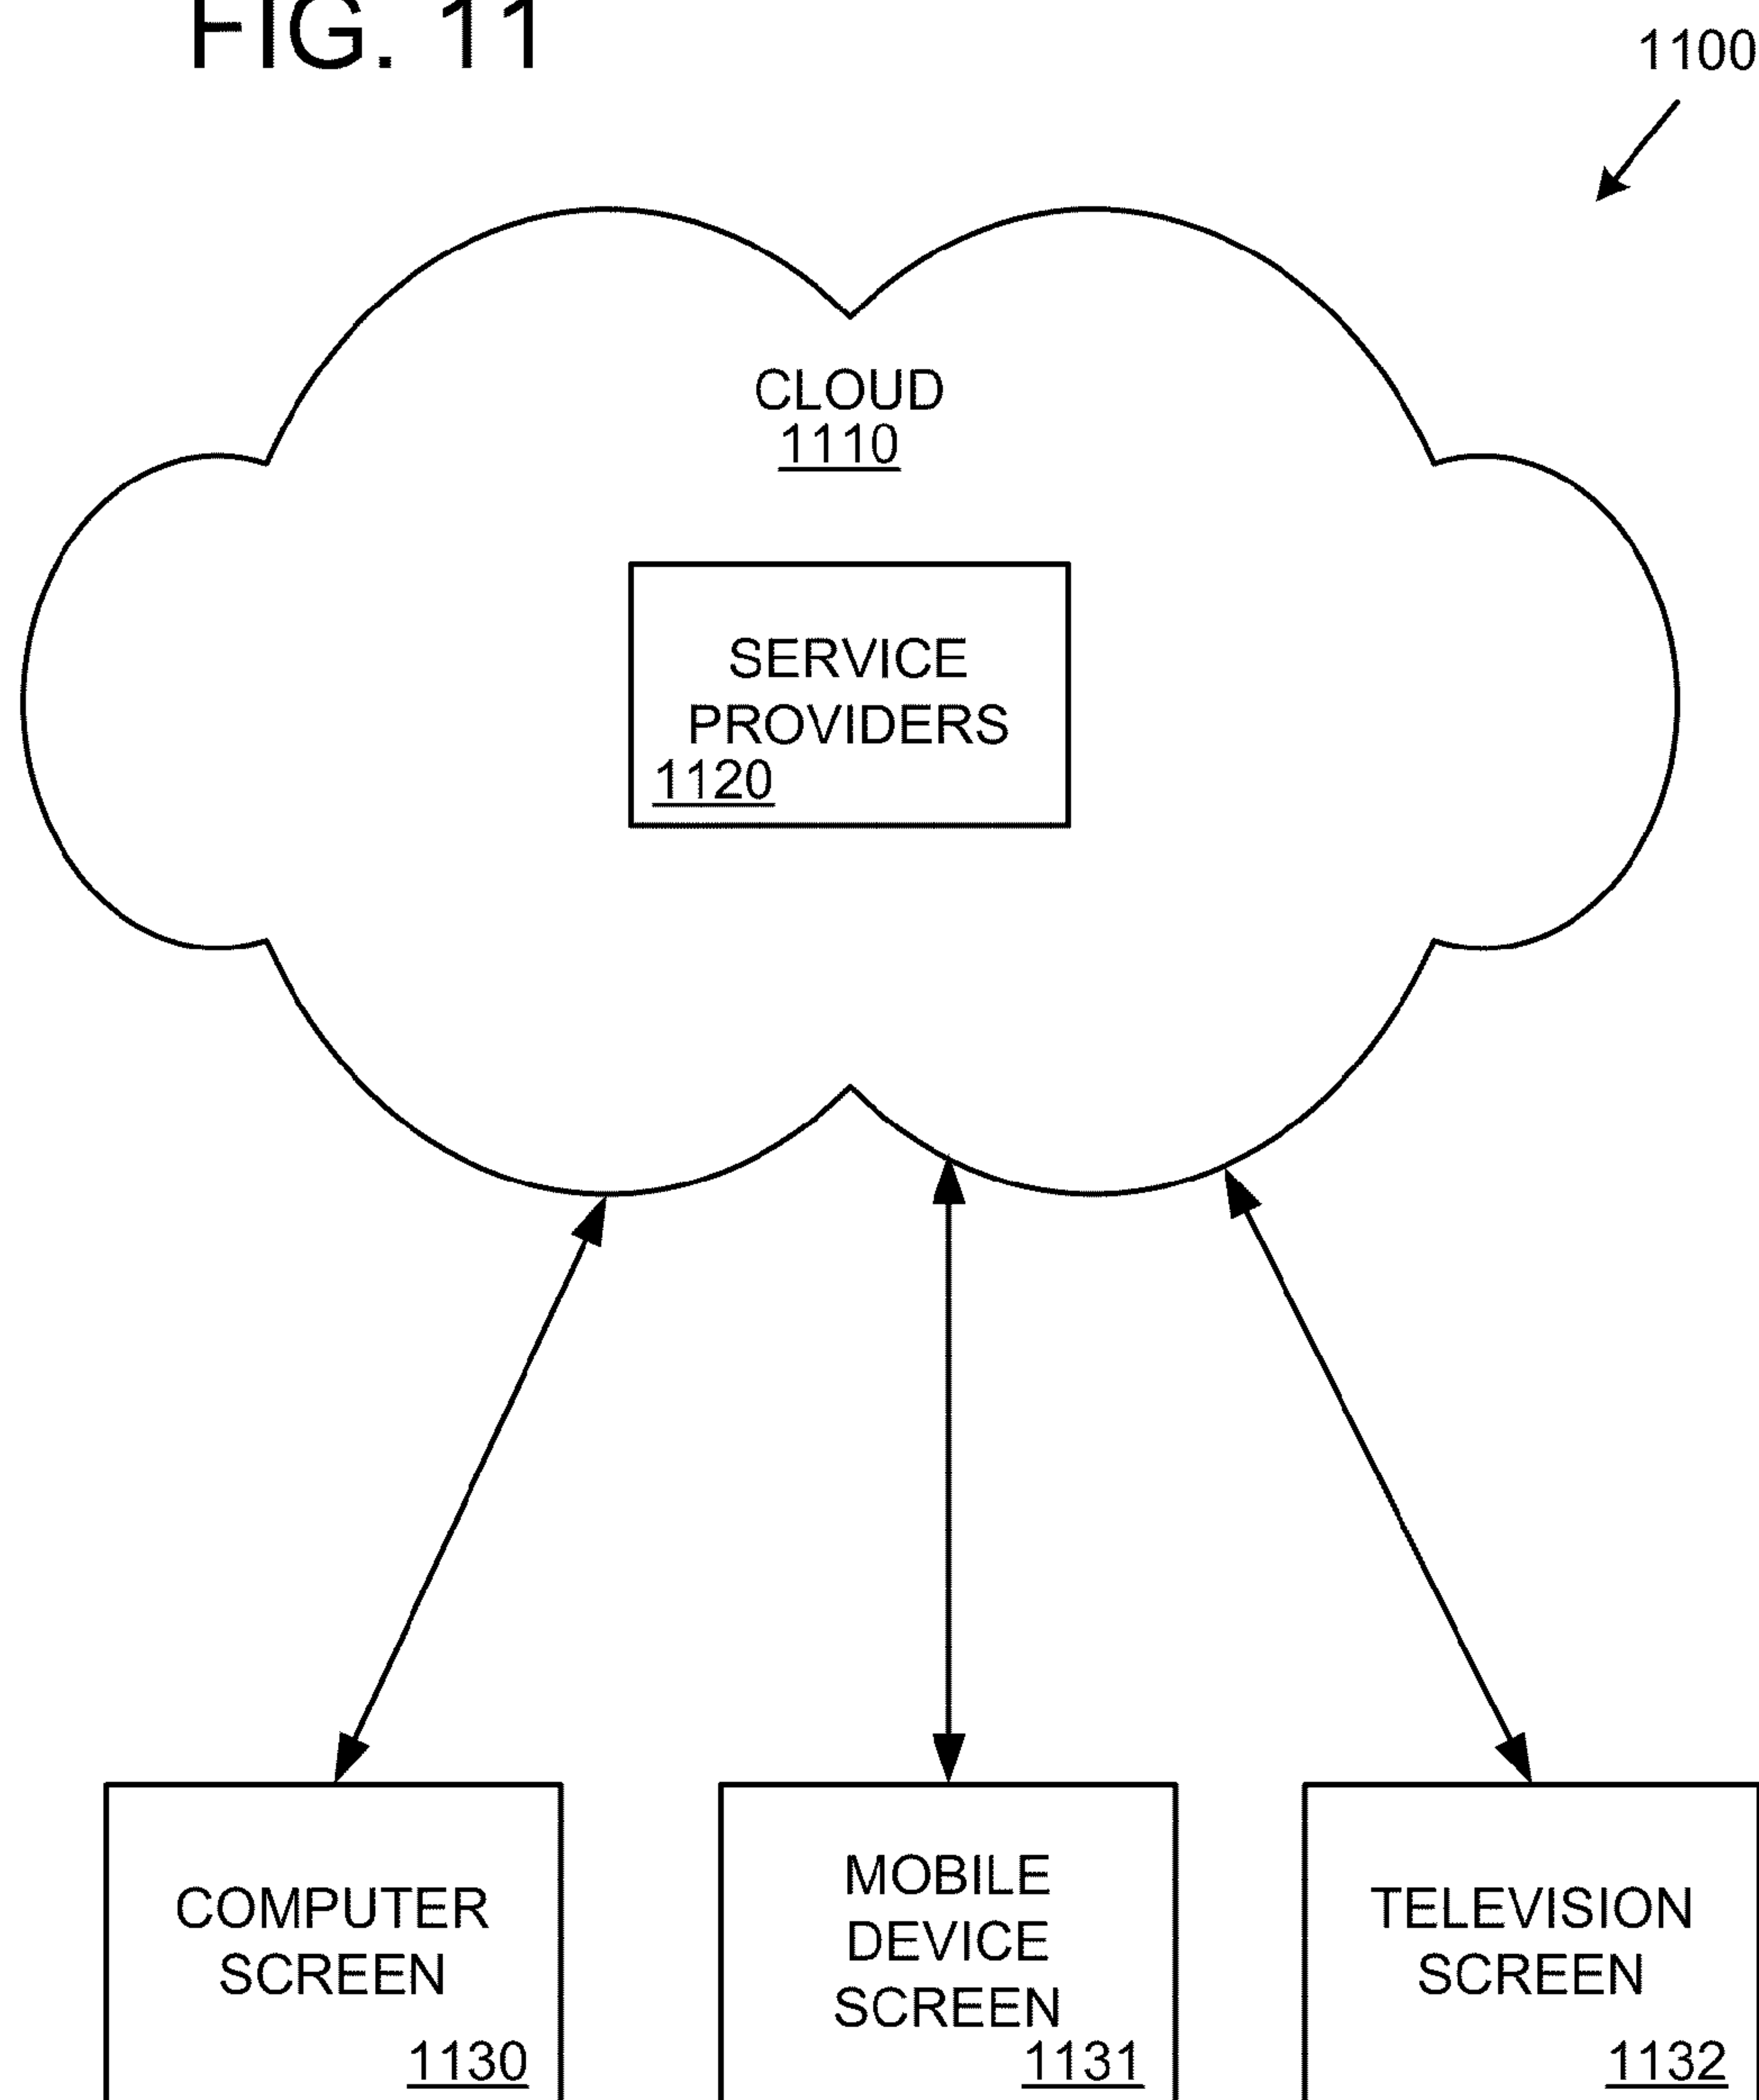 FIG. 11
1100
CLOUD
1110
SERVICE
PROVIDERS
1120
COMPUTER
SCREEN
1130
MOBILE
DEVICE
SCREEN
1131
TELEVISION
SCREEN
1132